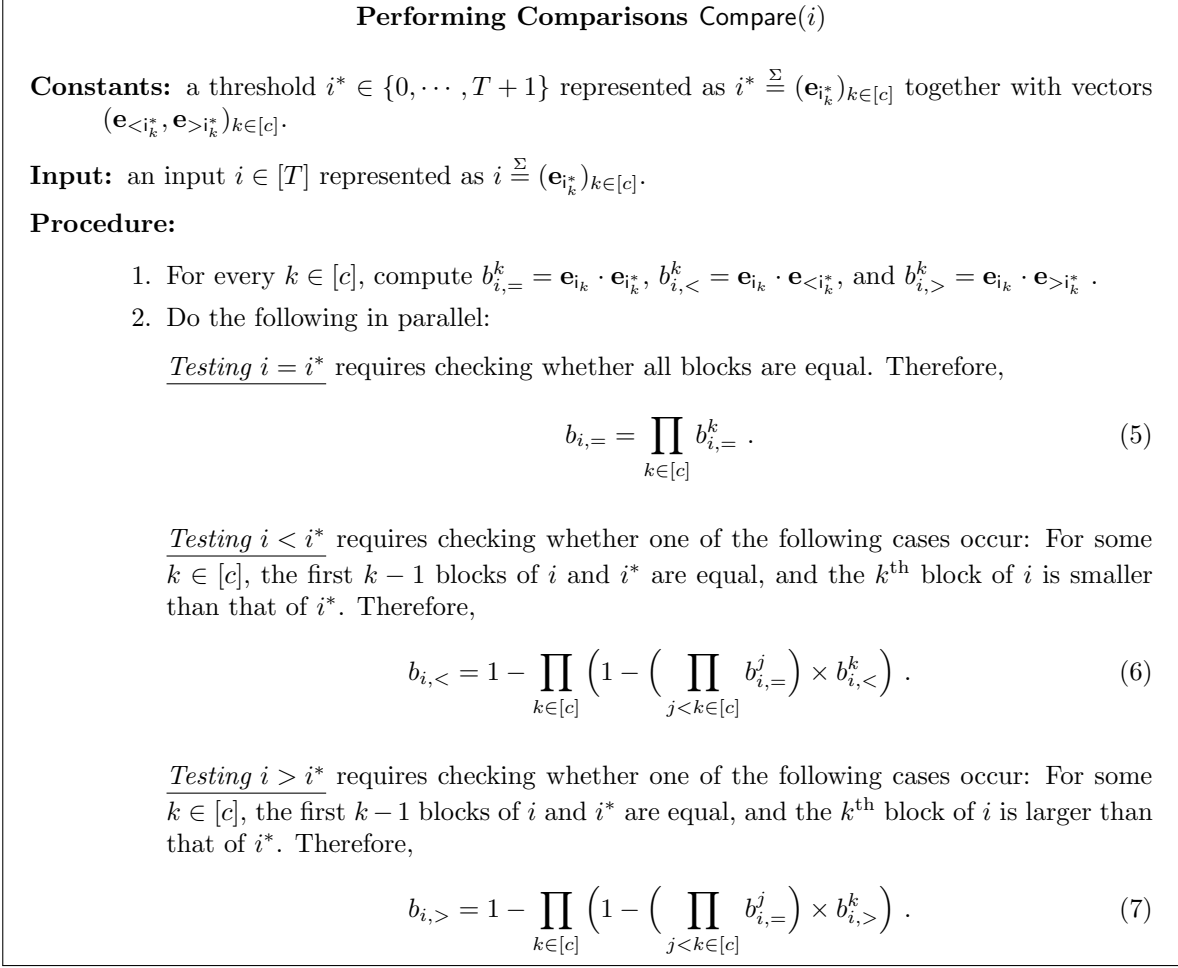 Performing Comparisons Compare(i)
Constants: a threshold i* ∈ {0, ⋯ , T + 1} represented as i* ≝^Σ (e_{i*_k})_{k∈[c]} together with vectors
(e_{<i*_k}, e_{>i*_k})_{k∈[c]}.
Input: an input i ∈ [T] represented as i =^Σ (e_{i*_k})_{k∈[c]}.
Procedure:
1. For every k ∈ [c], compute b^k_{i,=} = e_{i_k} · e_{i*_k}, b^k_{i,<} = e_{i_k} · e_{<i*_k}, and b^k_{i,>} = e_{i_k} · e_{>i*_k} .
2. Do the following in parallel:
Testing i = i* requires checking whether all blocks are equal. Therefore,
b_{i,=} = ∏_{k∈[c]} b^k_{i,=} . (5)
Testing i < i* requires checking whether one of the following cases occur: For some
k ∈ [c], the first k − 1 blocks of i and i* are equal, and the k^th block of i is smaller
than that of i*. Therefore,
b_{i,<} = 1 − ∏_{k∈[c]} (1 − (∏_{j<k∈[c]} b^j_{i,=}) × b^k_{i,<}) . (6)
Testing i > i* requires checking whether one of the following cases occur: For some
k ∈ [c], the first k − 1 blocks of i and i* are equal, and the k^th block of i is larger than
that of i*. Therefore,
b_{i,>} = 1 − ∏_{k∈[c]} (1 − (∏_{j<k∈[c]} b^j_{i,=}) × b^k_{i,>}) . (7)